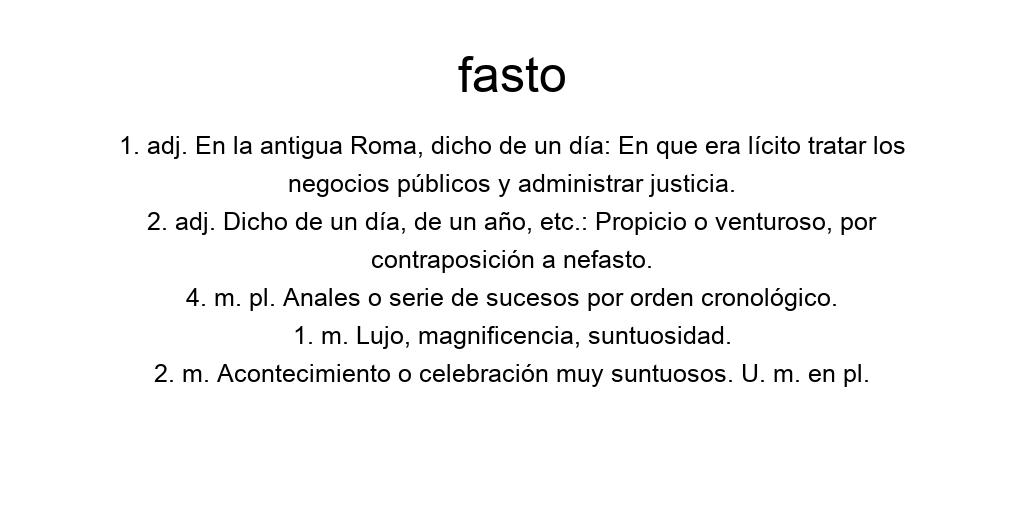 fasto
1. adj. En la antigua Roma, dicho de un día: En que era lícito tratar los
negocios públicos y administrar justicia.
2. adj. Dicho de un día, de un año, etc.: Propicio o venturoso, por
contraposición a nefasto.
4. m. pl. Anales o serie de sucesos por orden cronológico.
1. m. Lujo, magnificencia, suntuosidad.
2. m. Acontecimiento o celebración muy suntuosos. U. m. en pl.